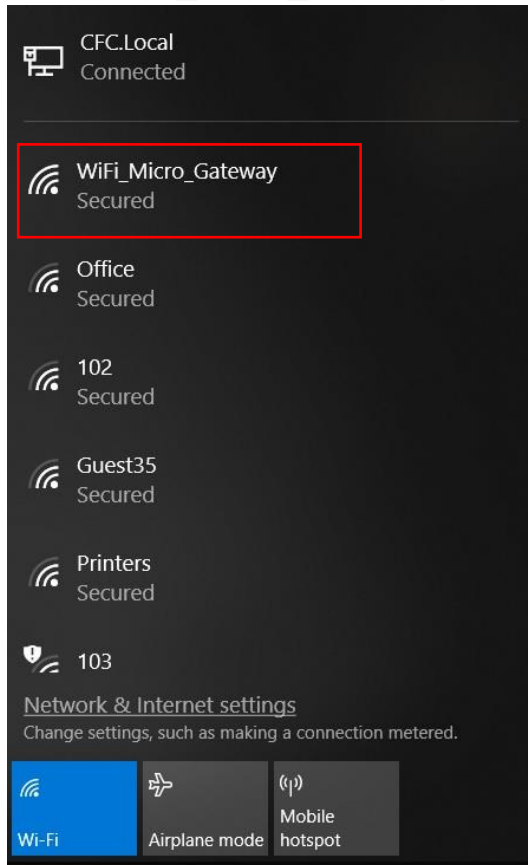 CFC.Local
Connected
WiFi_Micro_Gateway
Secured
Office
Secured
102
Secured
Guest35
Secured
Printers
Secured
103
Network & Internet settings
Change settings, such as making a connection metered.
Wi-Fi
Airplane mode
Mobile
hotspot